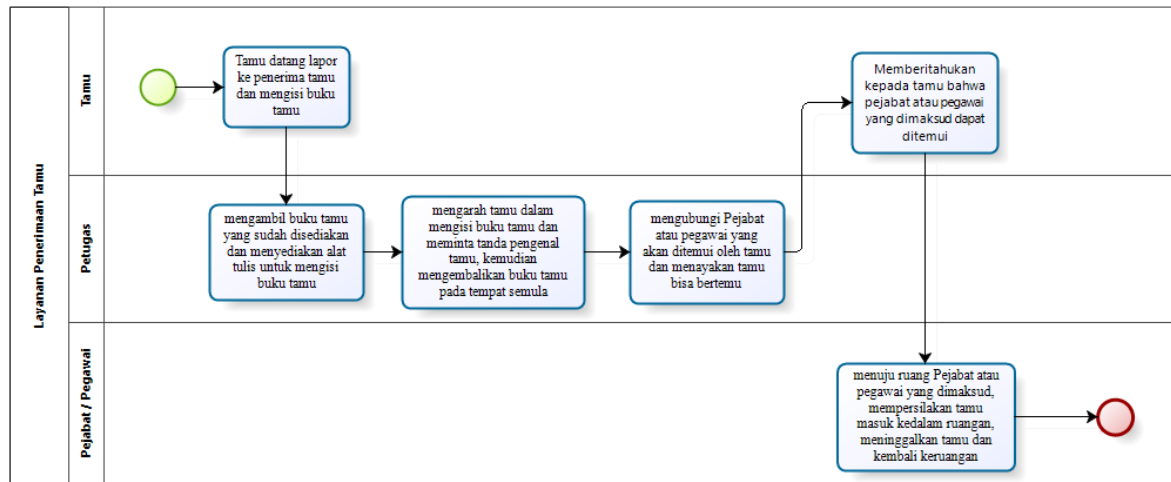 Layanan Penerimaan Tamu
Tamu
Tamu datang lapor
ke penerima tamu
dan mengisi buku
tamu
Memberitahukan
kepada tamu bahwa
pejabat atau pegawai
yang dimaksud dapat
ditemui
Petugas
mengambil buku tamu
yang sudah disediakan
dan menyediakan alat
tulis untuk mengisi
buku tamu
mengarah tamu dalam
mengisi buku tamu dan
meminta tanda pengenal
tamu, kemudian
mengembalikan buku tamu
pada tempat semula
mengubungi Pejabat
atau pegawai yang
akan ditemui oleh tamu
dan menayakan tamu
bisa bertemu
Pejabat / Pegawai
menuju ruang Pejabat atau
pegawai yang dimaksud,
mempersilakan tamu
masuk kedalam ruangan,
meninggalkan tamu dan
kembali keruangan